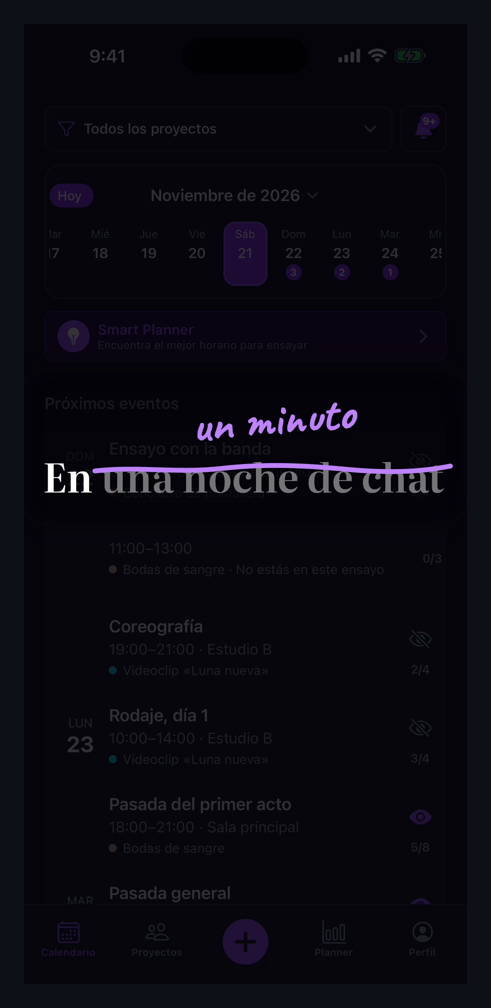 9:41
Todos los proyectos
9+
Hoy
Noviembre de 2026
Mié Jue Vie Sáb Dom Lun Mar
18 19 20 21 22 23 24
3 2 1
Smart Planner
Encuentra el mejor horario para ensayar
Próximos eventos
un minuto
DOM
Ensayo con la banda
En una noche de chat
11:00–13:00
0/3
Bodas de sangre · No estás en este ensayo
Coreografía
19:00–21:00 · Estudio B
Videoclip «Luna nueva»
2/4
LUN
23
Rodaje, día 1
10:00–14:00 · Estudio B
Videoclip «Luna nueva»
3/4
Pasada del primer acto
18:00–21:00 · Sala principal
Bodas de sangre
5/8
MAR
Pasada general
Calendario Proyectos Planner Perfil